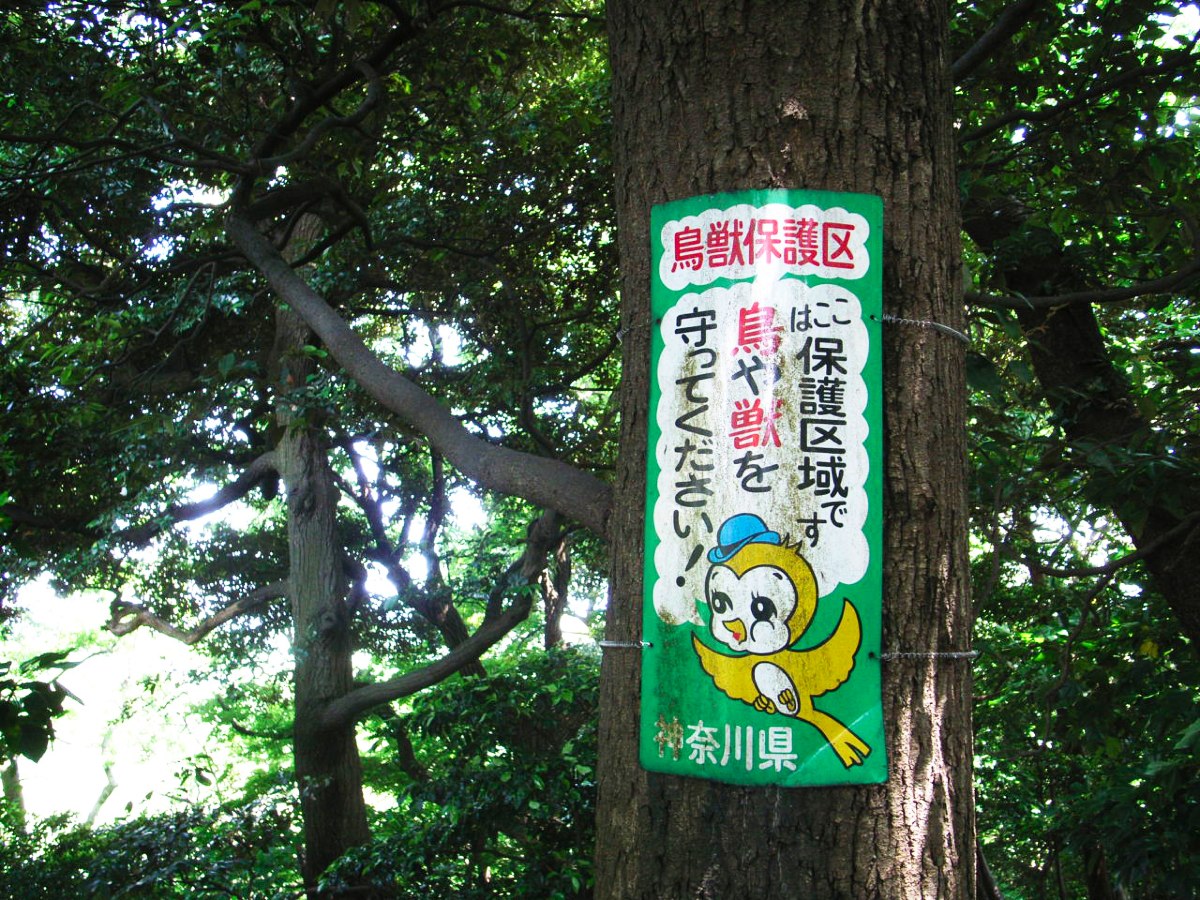 鳥獣保護区
ここは保護区域です
鳥や獣を
守ってください!
神奈川県